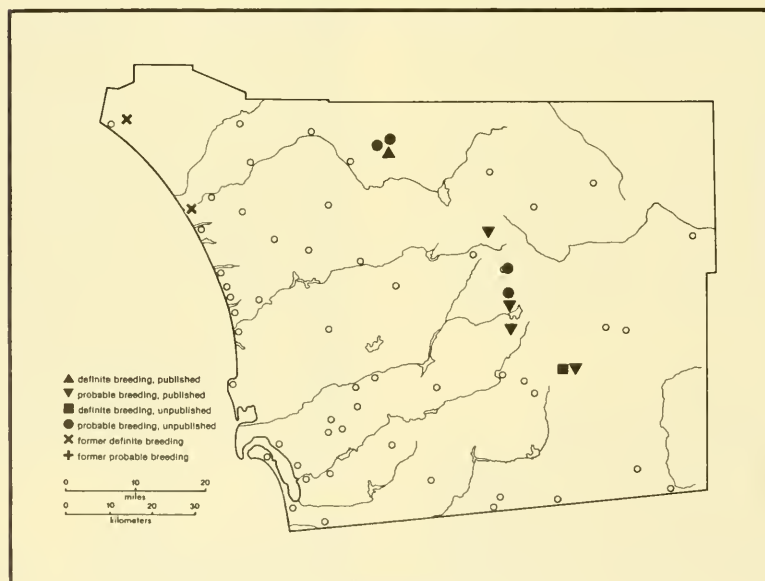 definite breeding, published
probable breeding, published
definite breeding, unpublished
probable breeding, unpublished
former definite breeding
former probable breeding
0 10 20
miles
0 10 20 30
kilometers